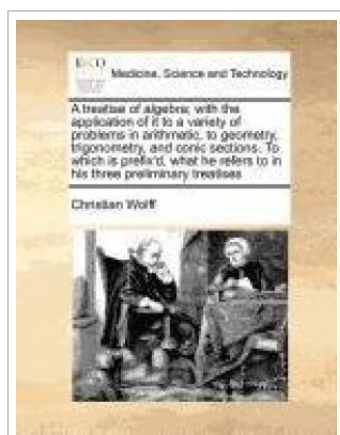 ECCO
Medicine, Science and Technology
A treatise of algebra; with the
application of it to a variety of
problems in arithmetic, to geometry,
trigonometry, and conic sections. To
which is prefix'd, what he refers to in
his three preliminary treatises
Christian Wolff